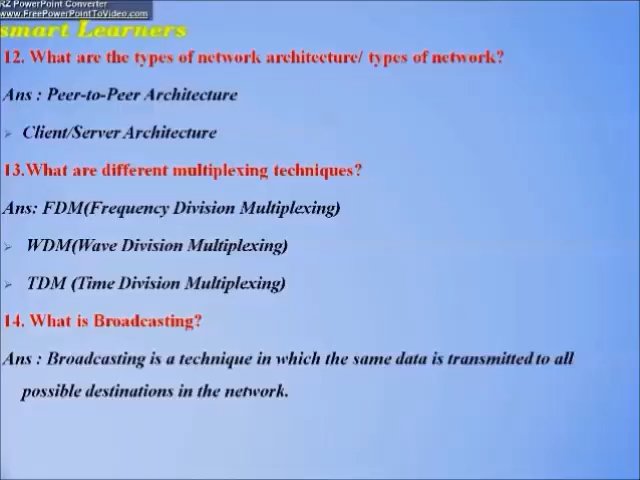 RZ PowerPoint Converter
www.FreePowerPointToVideo.com
smart Learners
12. What are the types of network architecture/ types of network?
Ans : Peer-to-Peer Architecture
➢ Client/Server Architecture
13.What are different multiplexing techniques?
Ans: FDM(Frequency Division Multiplexing)
➢ WDM(Wave Division Multiplexing)
➢ TDM (Time Division Multiplexing)
14. What is Broadcasting?
Ans : Broadcasting is a technique in which the same data is transmitted to all
possible destinations in the network.